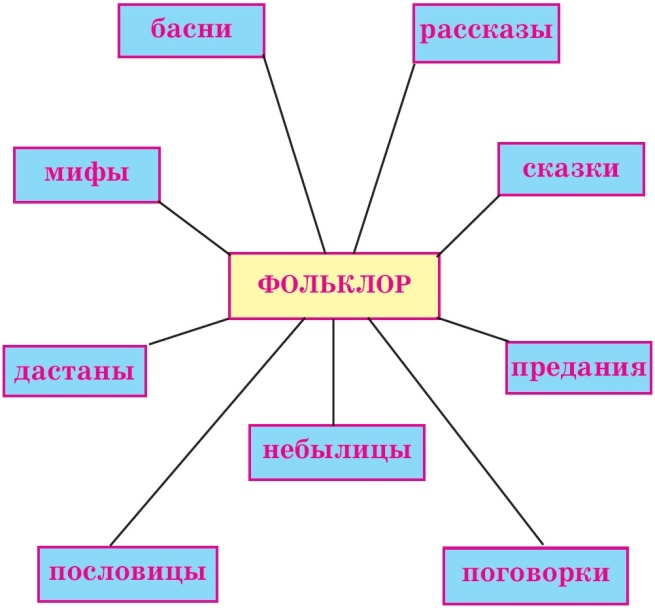 басни
рассказы
мифы
сказки
ФОЛЬКЛОР
дастаны
предания
небылицы
пословицы
поговорки